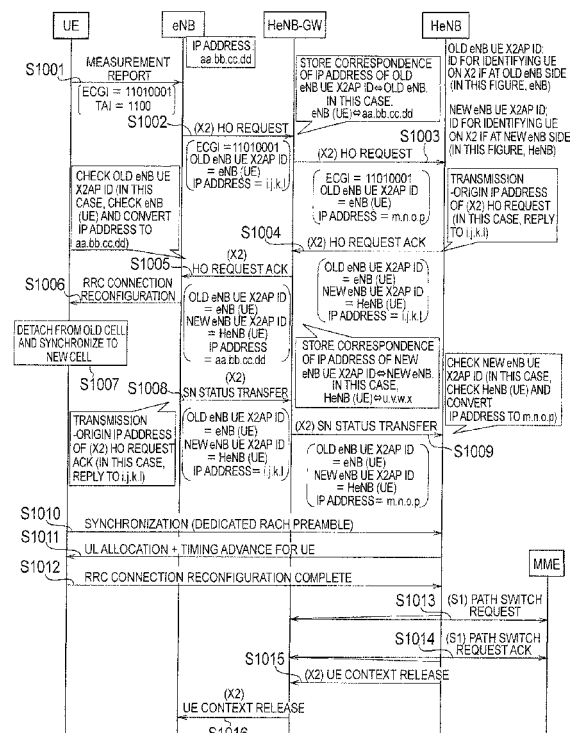 UE
eNB
HeNB-GW
HeNB
IP ADDRESS
aa.bb.cc.dd
OLD eNB UE X2AP ID:
ID FOR IDENTIFYING UE
ON X2 IF AT OLD eNB SIDE
(IN THIS FIGURE, eNB)
NEW eNB UE X2AP ID;
ID FOR IDENTIFYING UE
ON X2 IF AT NEW eNB SIDE
(IN THIS FIGURE, HeNB)
S1001
MEASUREMENT
REPORT
ECGI = 11010001
TAI = 1100
STORE CORRESPONDENCE
OF IP ADDRESS OF OLD
eNB UE X2AP ID⇔OLD eNB.
IN THIS CASE.
eNB (UE)⇔aa.bb.cc.dd
S1002
(X2) HO REQUEST
ECGI = 11010001
OLD eNB UE X2AP ID
= eNB (UE)
IP ADDRESS = i.j.k.l
S1003
(X2) HO REQUEST
ECGI = 11010001
OLD eNB UE X2AP ID
= eNB (UE)
IP ADDRESS = m.n.o.p
CHECK OLD eNB UE
X2AP ID (IN THIS
CASE, CHECK eNB
(UE) AND CONVERT
IP ADDRESS TO
aa.bb.cc.dd)
TRANSMISSION
-ORIGIN IP ADDRESS
OF (X2) HO REQUEST
(IN THIS CASE, REPLY
TO i.j.k.l)
S1004
(X2) HO REQUEST ACK
OLD eNB UE X2AP ID
= eNB (UE)
NEW eNB UE X2AP ID
= HeNB (UE)
IP ADDRESS = i.j.k.l
S1005
(X2)
HO REQUEST ACK
OLD eNB UE X2AP ID
= eNB (UE)
NEW eNB UE X2AP ID
= HeNB (UE)
IP ADDRESS
= aa.bb.cc.dd
S1006
RRC CONNECTION
RECONFIGURATION
DETACH FROM OLD CELL
AND SYNCHRONIZE TO
NEW CELL
S1007
STORE CORRESPONDENCE
OF IP ADDRESS OF NEW
eNB UE X2AP ID⇔NEW eNB.
IN THIS CASE,
HeNB (UE)⇔u.v.w.x
CHECK NEW eNB UE
X2AP ID (IN THIS CASE,
CHECK HeNB (UE) AND
CONVERT
IP ADDRESS TO m.n.o.p)
S1008
(X2)
SN STATUS TRANSFER
OLD eNB UE X2AP ID
= eNB (UE)
NEW eNB UE X2AP ID
= HeNB (UE)
IP ADDRESS= i.j.k.l
TRANSMISSION
-ORIGIN IP ADDRESS
OF (X2) HO REQUEST
ACK (IN THIS CASE,
REPLY TO i.j.k.l)
(X2) SN STATUS TRANSFER
S1009
OLD eNB UE X2AP ID
= eNB (UE)
NEW eNB UE X2AP ID
= HeNB (UE)
IP ADDRESS= m.n.o.p
S1010
SYNCHRONIZATION (DEDICATED RACH PREAMBLE)
S1011
UL ALLOCATION + TIMING ADVANCE FOR UE
S1012
RRC CONNECTION RECONFIGURATION COMPLETE
MME
S1013
(S1) PATH SWITCH
REQUEST
S1014
(S1) PATH SWITCH
REQUEST ACK
S1015
(X2) UE CONTEXT RELEASE
(X2)
UE CONTEXT RELEASE
S1016